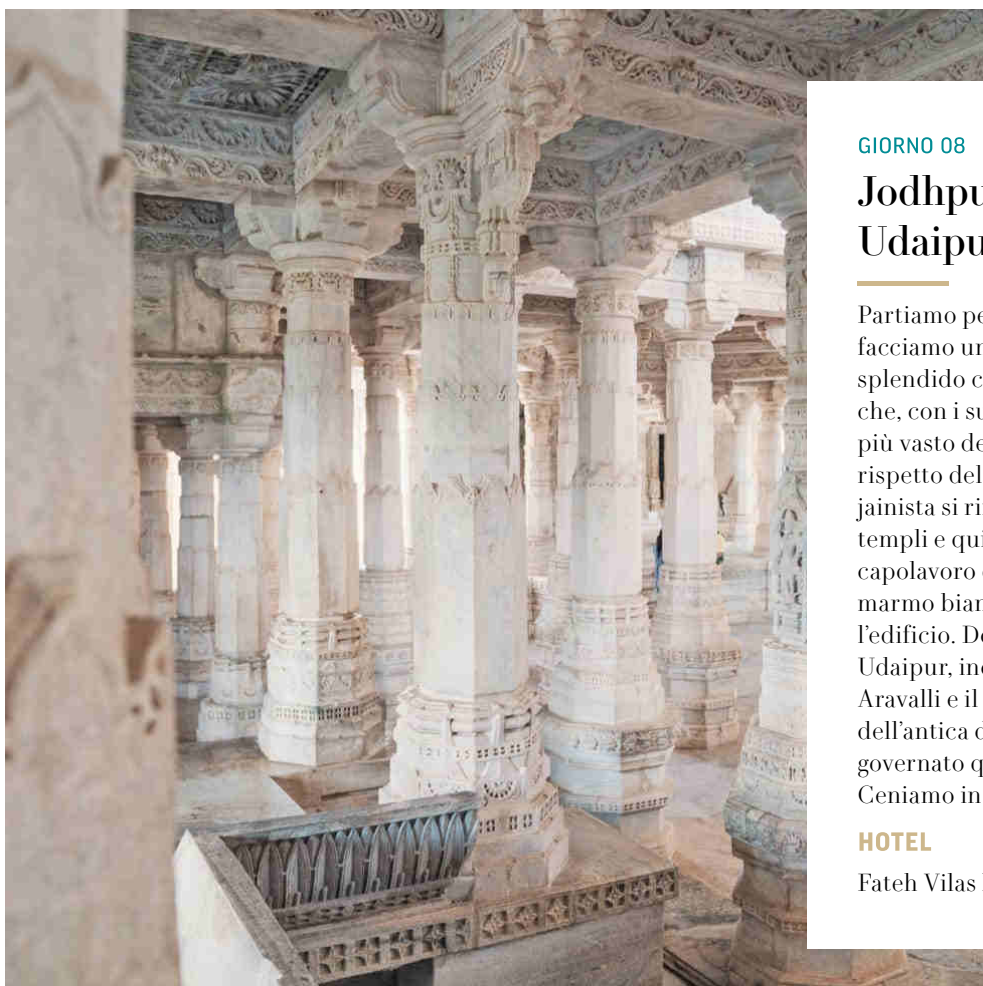 GIORNO 08
Jodhpu
Udaipu
Partiamo pe
facciamo un
splendido c
che, con i su
più vasto de
rispetto del
jainista si ri
templi e qui
capolavoro
marmo bian
l'edificio. Do
Udaipur, in
Aravalli e il
dell'antica d
governato q
Ceniamo in
HOTEL
Fateh Vilas